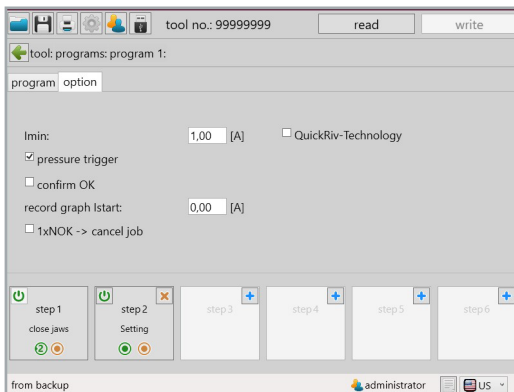 tool no.: 99999999 read write
tool: programs: program 1:
program option
Imin: 1,00 [A] QuickRiv-Technology
pressure trigger
confirm OK
record graph Istart: 0,00 [A]
1xNOK -> cancel job
step 1 step 2 step 3 step 4 step 5 step 6
close jaws Setting
2
from backup administrator US